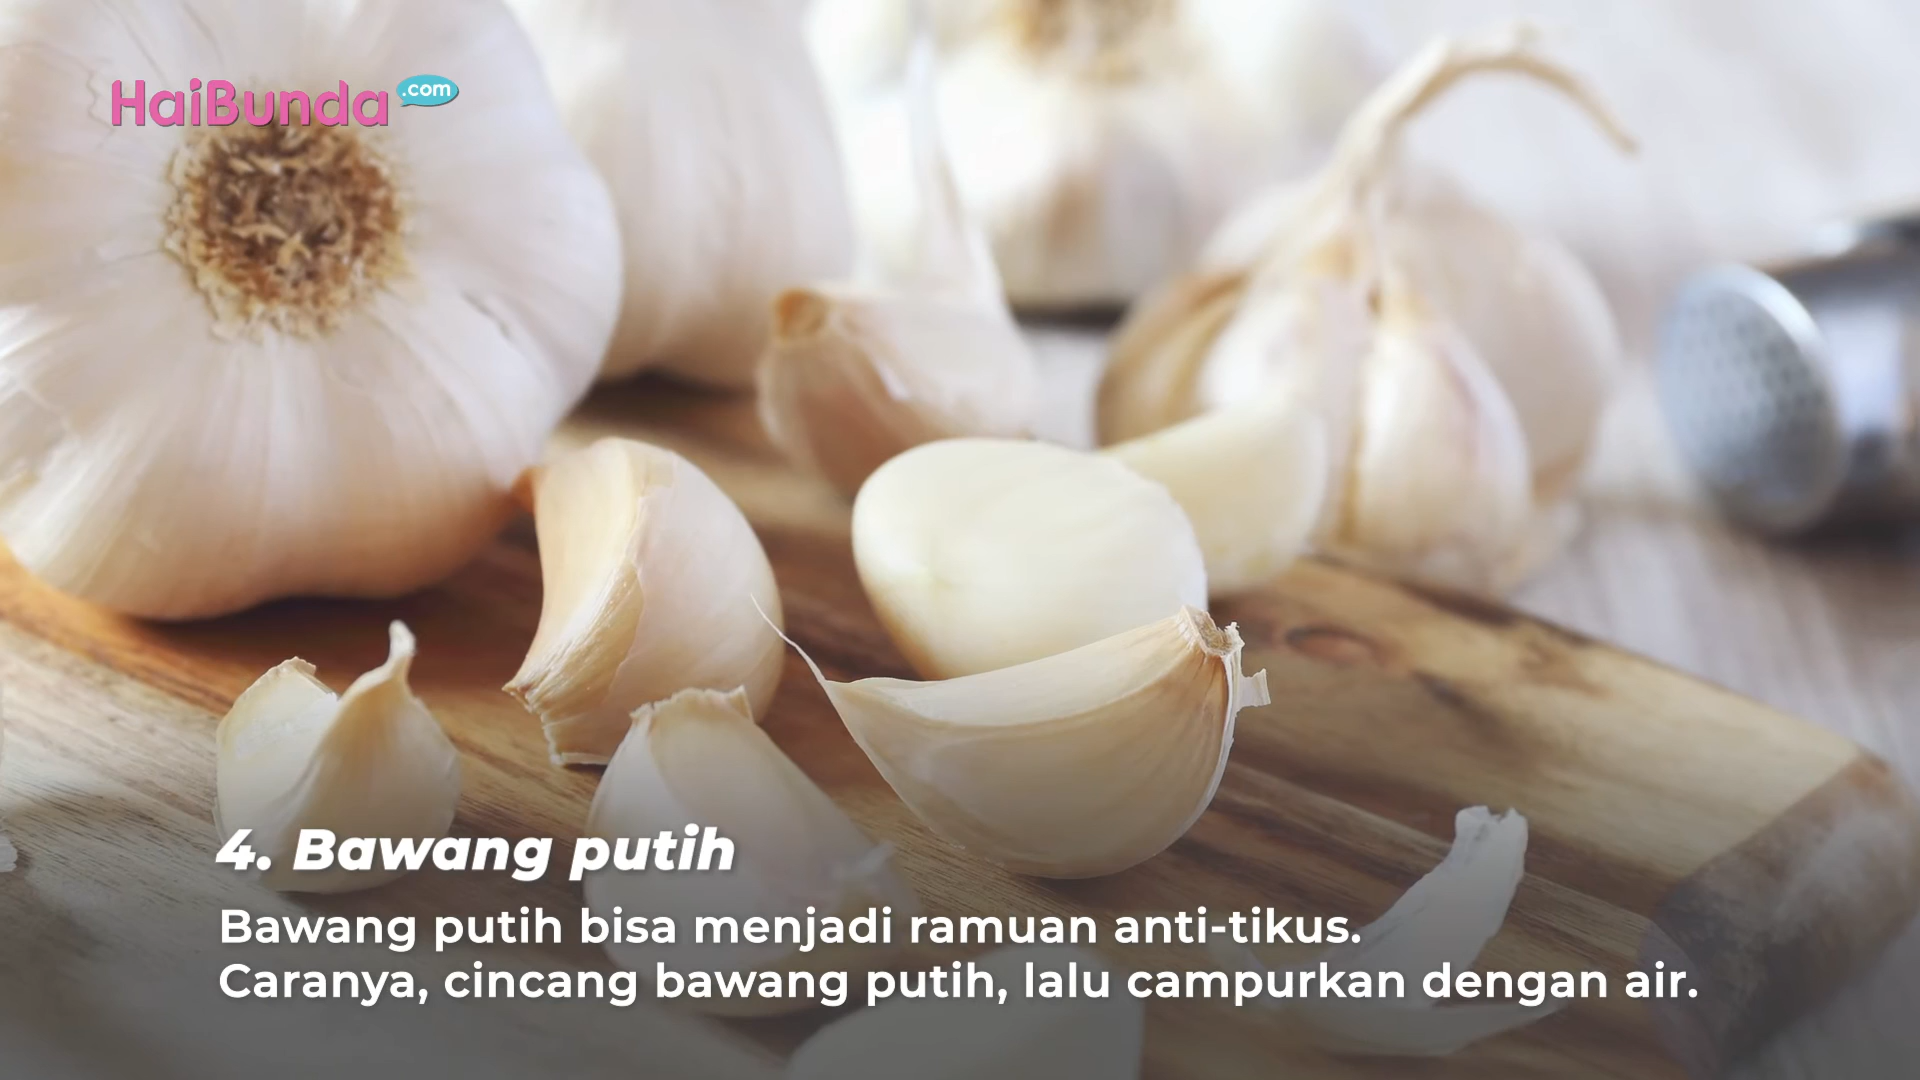 HaiBunda.com
4. Bawang putih
Bawang putih bisa menjadi ramuan anti-tikus.
Caranya, cincang bawang putih, lalu campurkan dengan air.